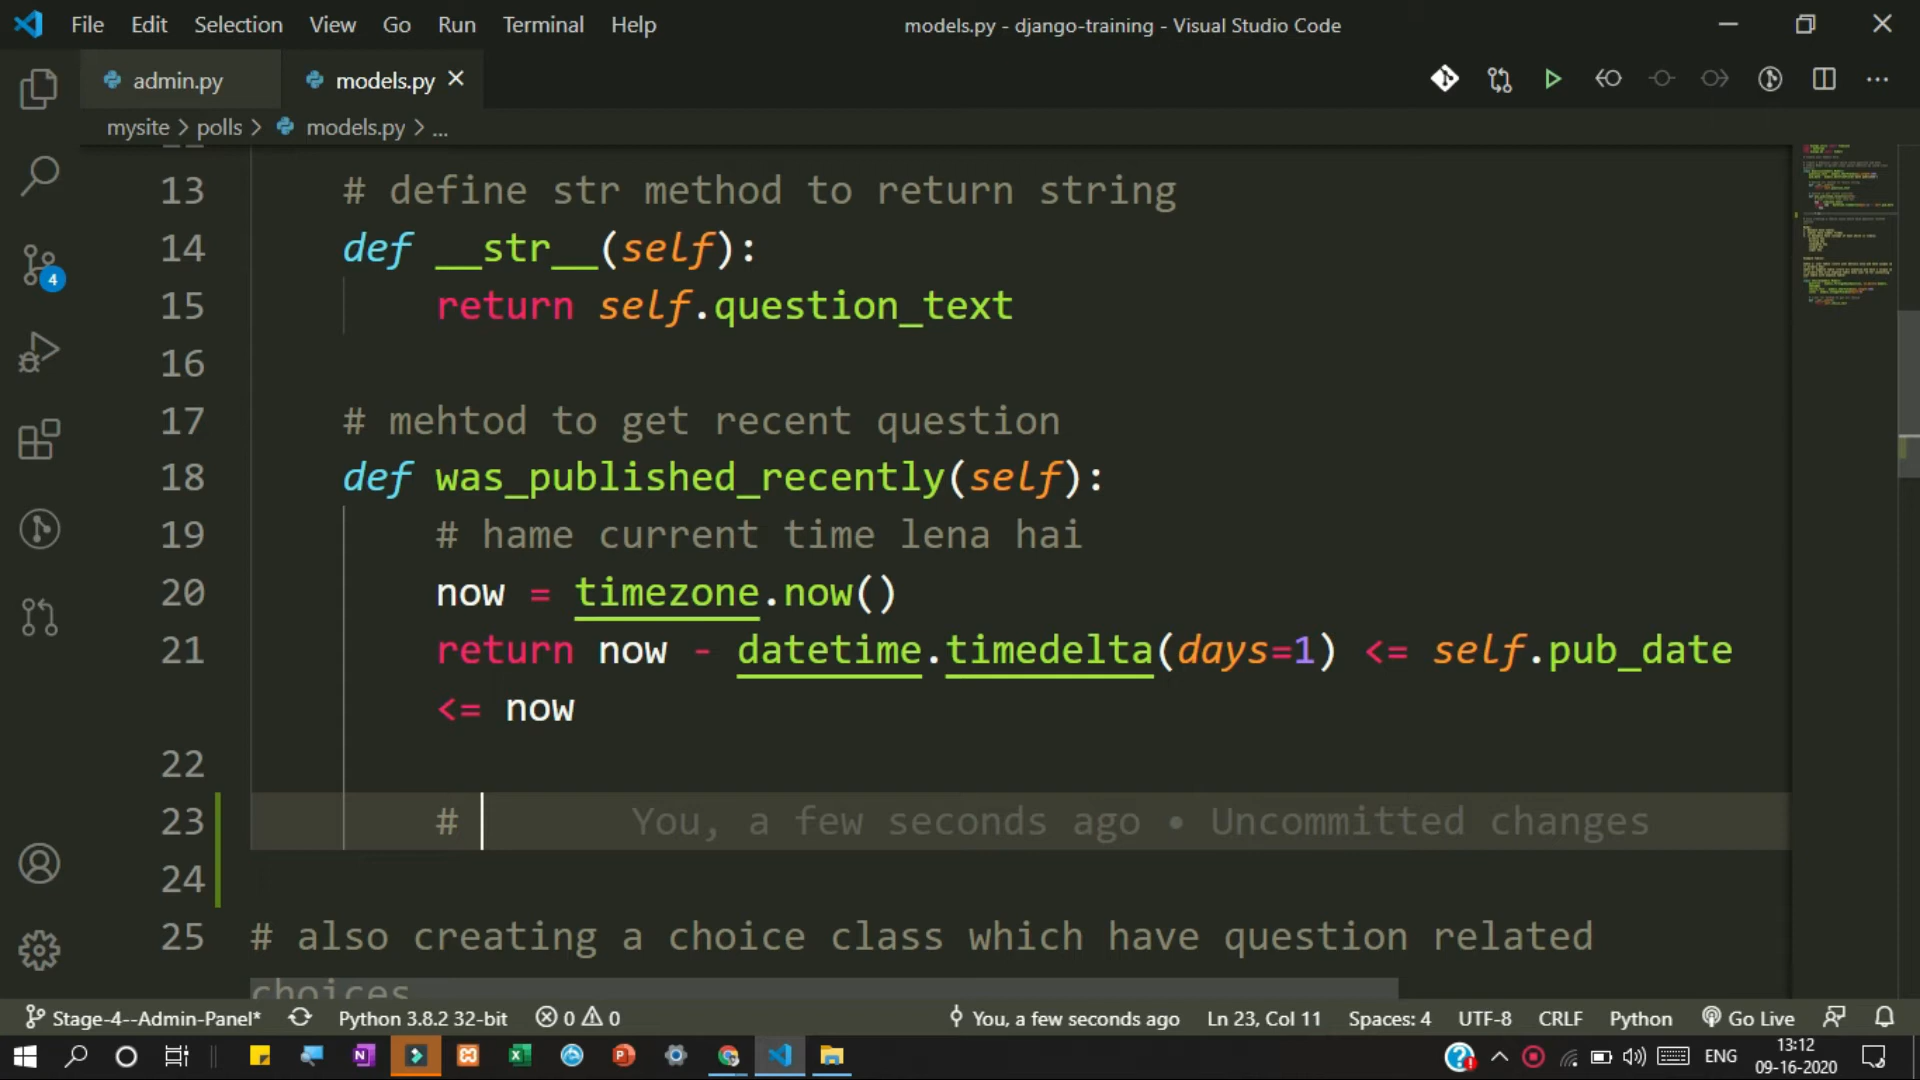 File Edit Selection View Go Run Terminal Help models.py - django-training - Visual Studio Code
admin.py models.py
mysite > polls > models.py > ...
13 # define str method to return string
14 def __str__(self):
15 return self.question_text
16
17 # mehtod to get recent question
18 def was_published_recently(self):
19 # hame current time lena hai
20 now = timezone.now()
21 return now - datetime.timedelta(days=1) <= self.pub_date
<= now
22
23 # You, a few seconds ago • Uncommitted changes
24
25 # also creating a choice class which have question related
choices
4
Stage-4--Admin-Panel* Python 3.8.2 32-bit 0 0 You, a few seconds ago Ln 23, Col 11 Spaces: 4 UTF-8 CRLF Python Go Live
ENG 13:12
09-16-2020